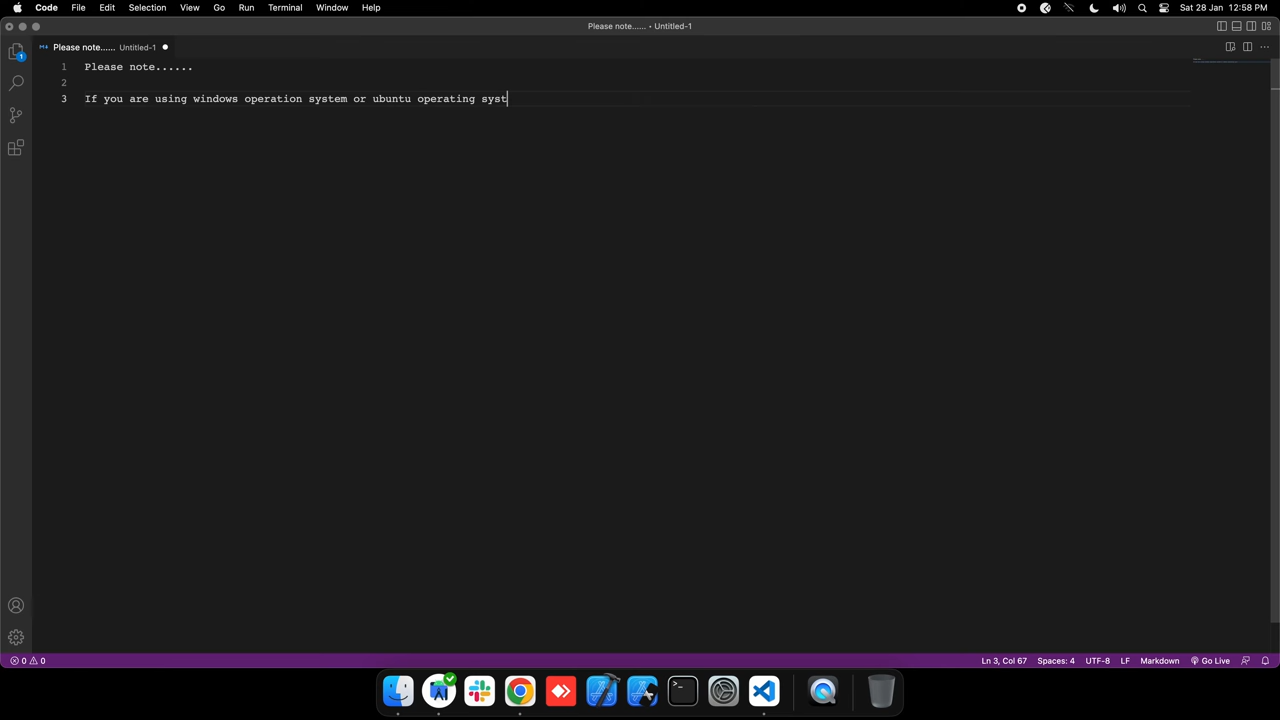 Code File Edit Selection View Go Run Terminal Window Help Sat 28 Jan 12:58 PM
Please note...... • Untitled-1
Please note...... Untitled-1
1 Please note......
2
3 If you are using windows operation system or ubuntu operating syst
1
0 0 Ln 3, Col 67 Spaces: 4 UTF-8 LF Markdown Go Live